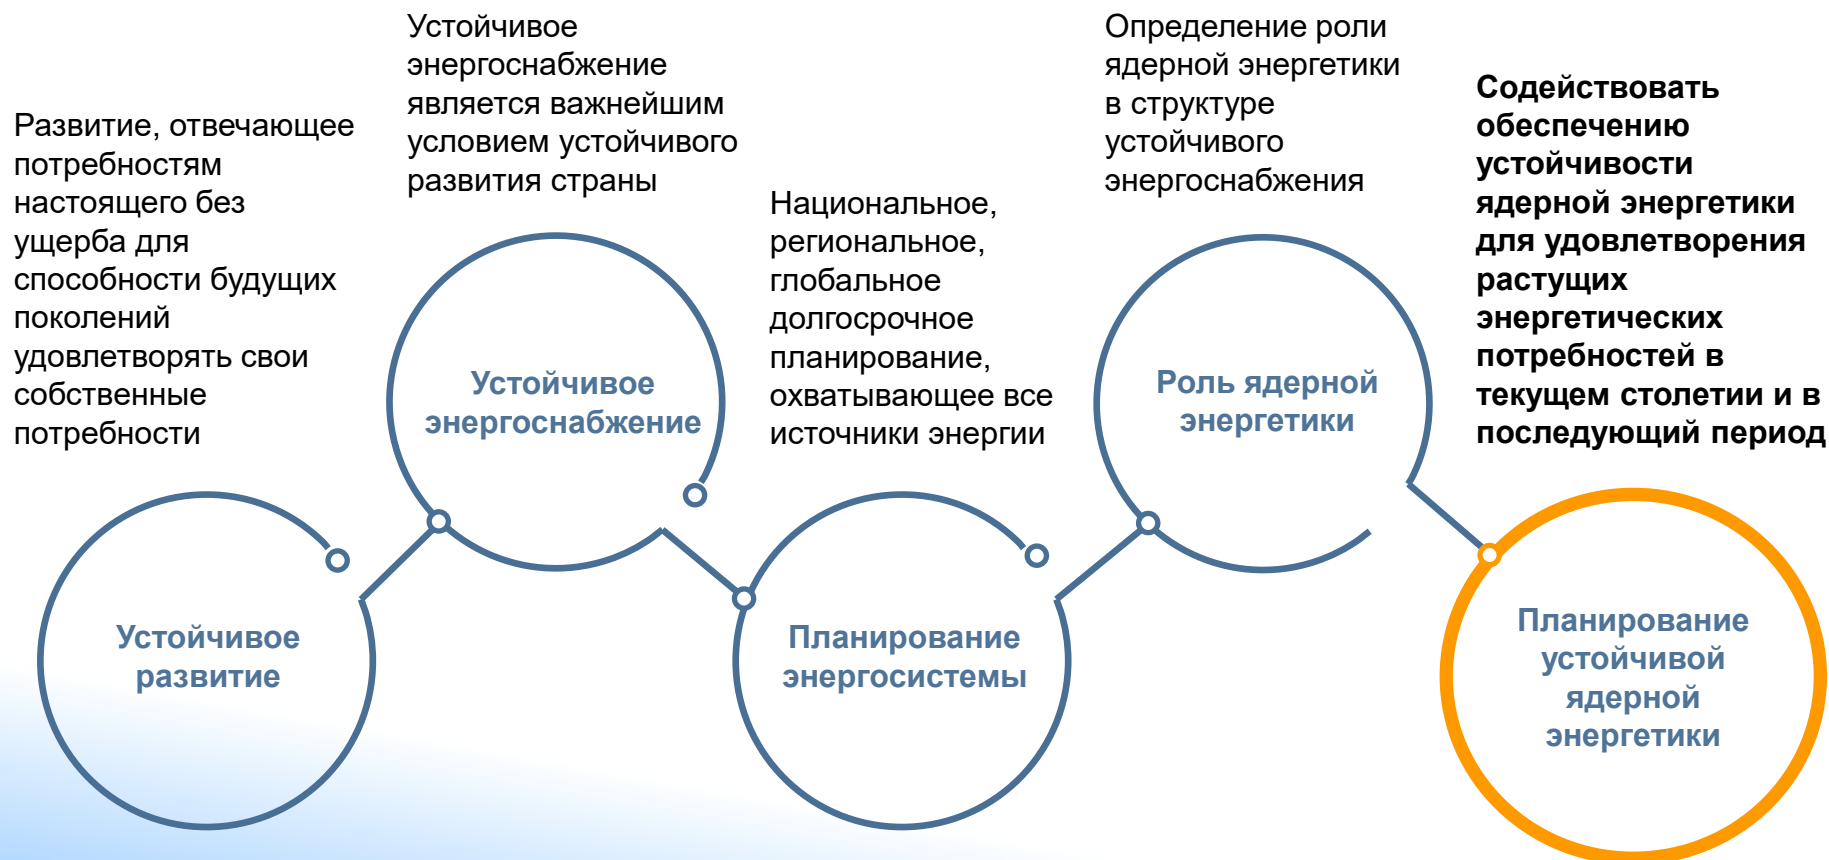 Развитие, отвечающее
потребностям
настоящего без
ущерба для
способности будущих
поколений
удовлетворять свои
собственные
потребности
Устойчивое
развитие
Устойчивое
энергоснабжение
является важнейшим
условием устойчивого
развития страны
Устойчивое
энергоснабжение
Национальное,
региональное,
глобальное
долгосрочное
планирование,
охватывающее все
источники энергии
Планирование
энергосистемы
Определение роли
ядерной энергетики
в структуре
устойчивого
энергоснабжения
Роль ядерной
энергетики
Содействовать
обеспечению
устойчивости
ядерной энергетики
для удовлетворения
растущих
энергетических
потребностей в
текущем столетии и в
последующий период
Планирование
устойчивой
ядерной
энергетики